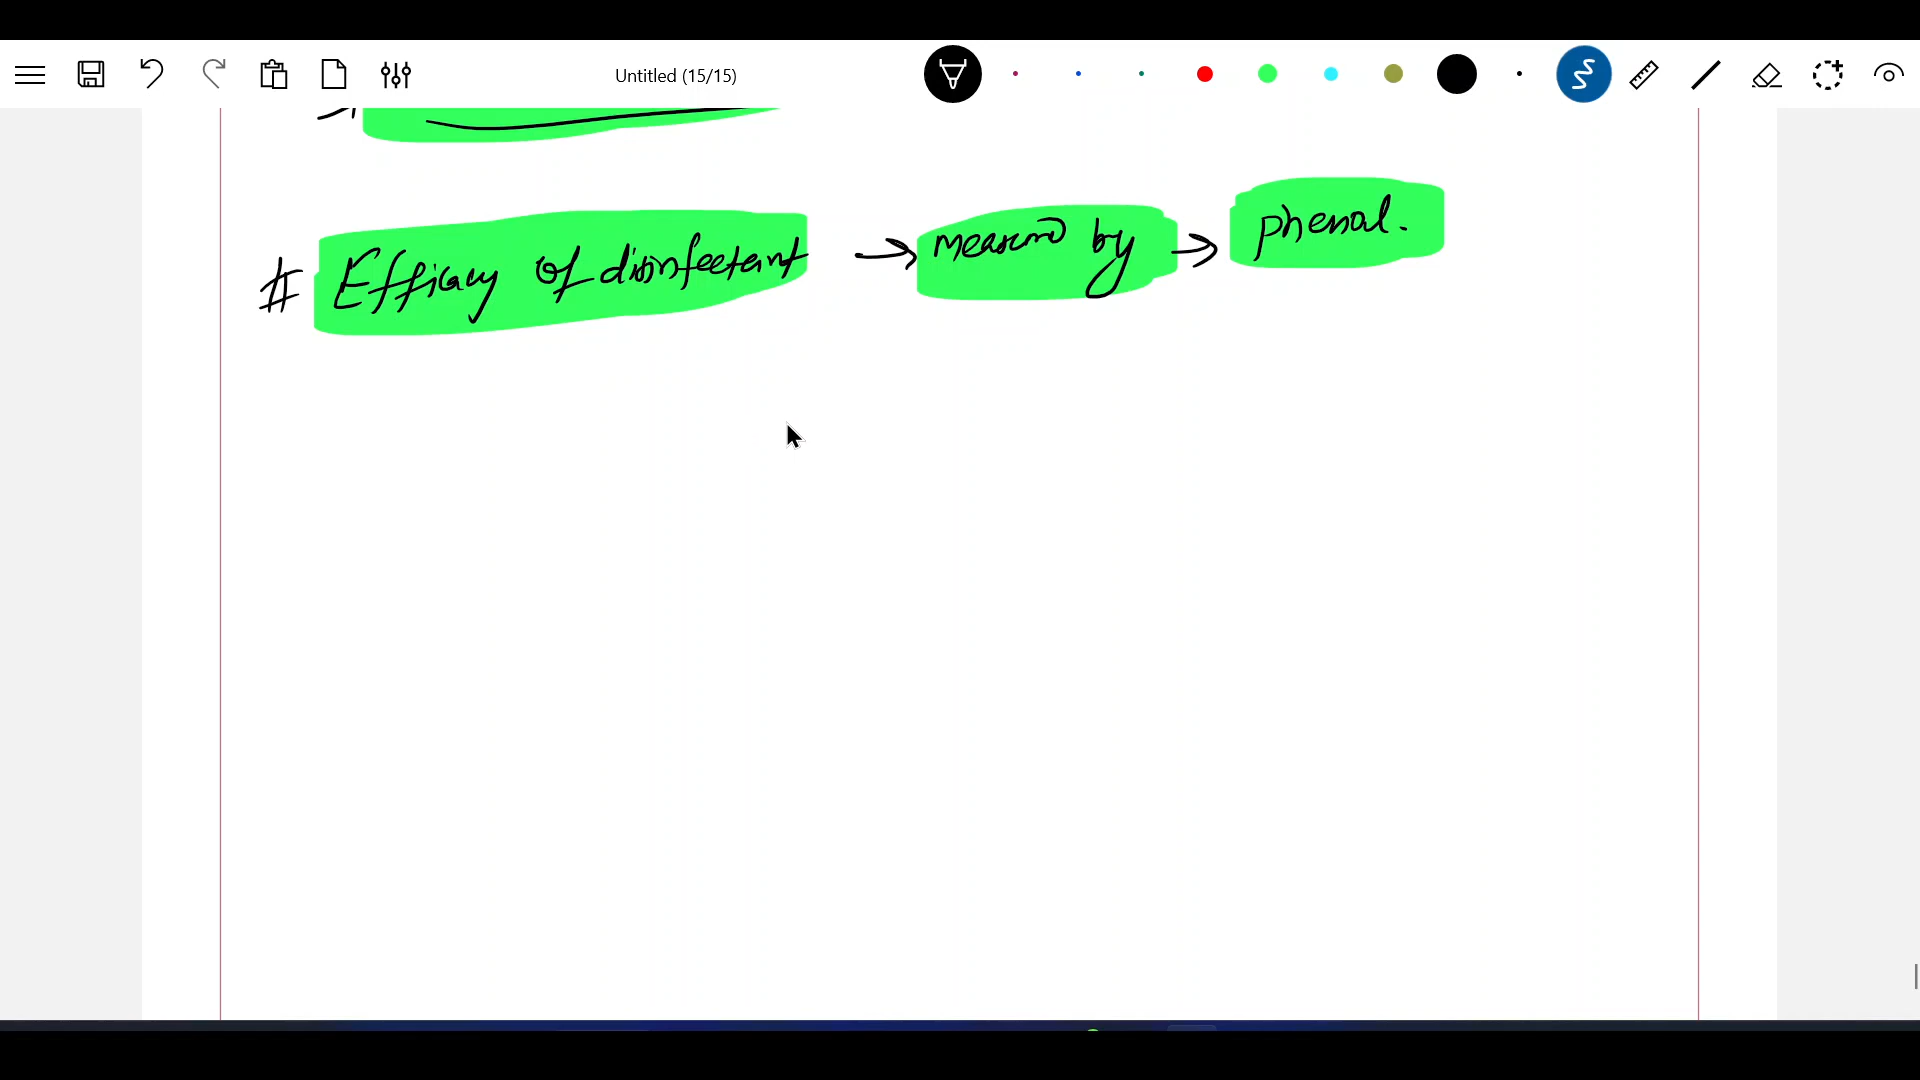 Untitled (15/15)
# Efficacy of disinfectant → measured by → phenol.